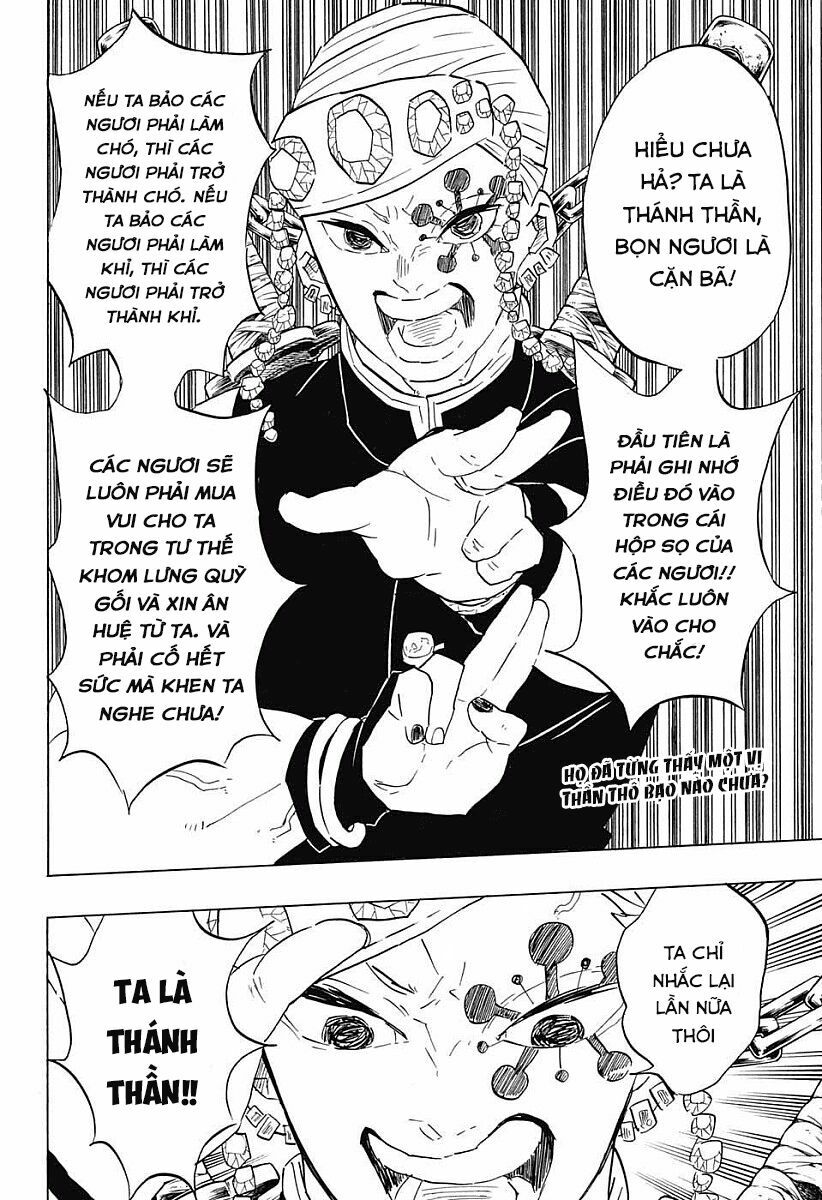 HIỂU CHƯA
HẢ? TA LÀ
THÁNH THẦN,
BỌN NGƯƠI LÀ
CẶN BÃ!
ĐẦU TIÊN LÀ
PHẢI GHI NHỚ
ĐIỀU ĐÓ VÀO
TRONG CÁI
HỘP SỌ CỦA
CÁC NGƯƠI!!
KHẮC LUÔN
VÀO CHO
CHẮC!
NẾU TA BẢO CÁC
NGƯƠI PHẢI LÀM
CHÓ, THÌ CÁC
NGƯƠI PHẢI TRỞ
THÀNH CHÓ. NẾU
TA BẢO CÁC
NGƯƠI PHẢI LÀM
KHỈ, THÌ CÁC
NGƯƠI PHẢI TRỞ
THÀNH KHỈ.
CÁC NGƯƠI SẼ
LUÔN PHẢI MUA
VUI CHO TA
TRONG TƯ THẾ
KHOM LƯNG QUỲ
GỐI VÀ XIN ÂN
HUỆ TỪ TA. VÀ
PHẢI CỐ HẾT
SỨC MÀ KHEN TA
NGHE CHƯA!
HỌ ĐÃ TỪNG THẤY MỘT VỊ
THẦN THÔ BẠO NÀO CHƯA?
TA CHỈ
NHẮC LẠI
LẦN NỮA
THÔI
TA LÀ
THÁNH
THẦN!!